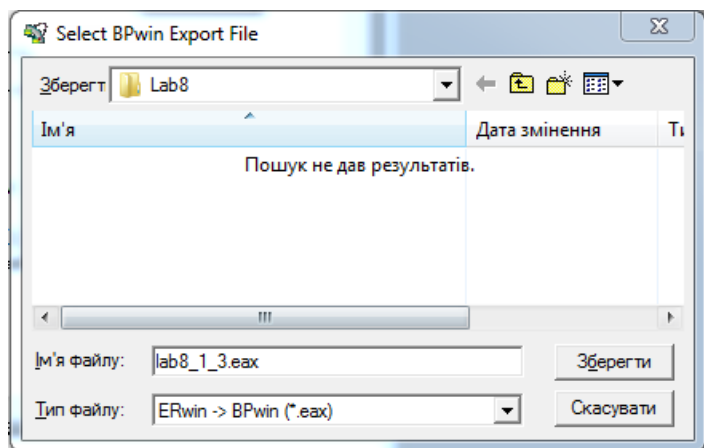 Select BPwin Export File
Зберегт Lab8
Ім'я Дата змінення Ти
Пошук не дав результатів.
Ім'я файлу: lab8_1_3.eax Зберегти
Тип файлу: ERwin -> BPwin (*.eax) Скасувати